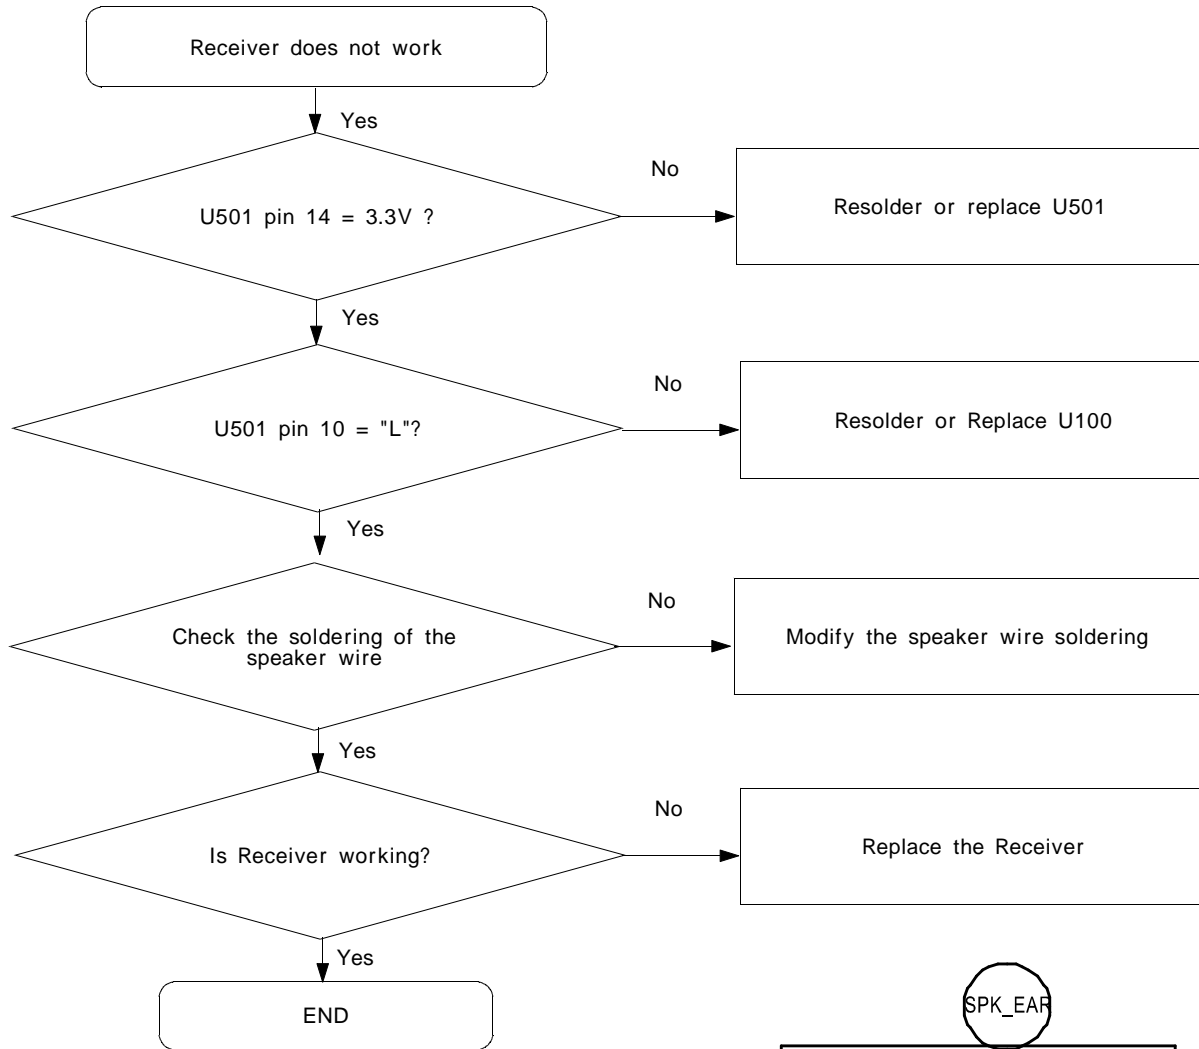 Receiver does not work
Yes
U501 pin 14 = 3.3V ?
No
Resolder or replace U501
Yes
U501 pin 10 = "L"?
No
Resolder or Replace U100
Yes
Check the soldering of the
speaker wire
No
Modify the speaker wire soldering
Yes
Is Receiver working?
No
Replace the Receiver
Yes
END
SPK_EAR